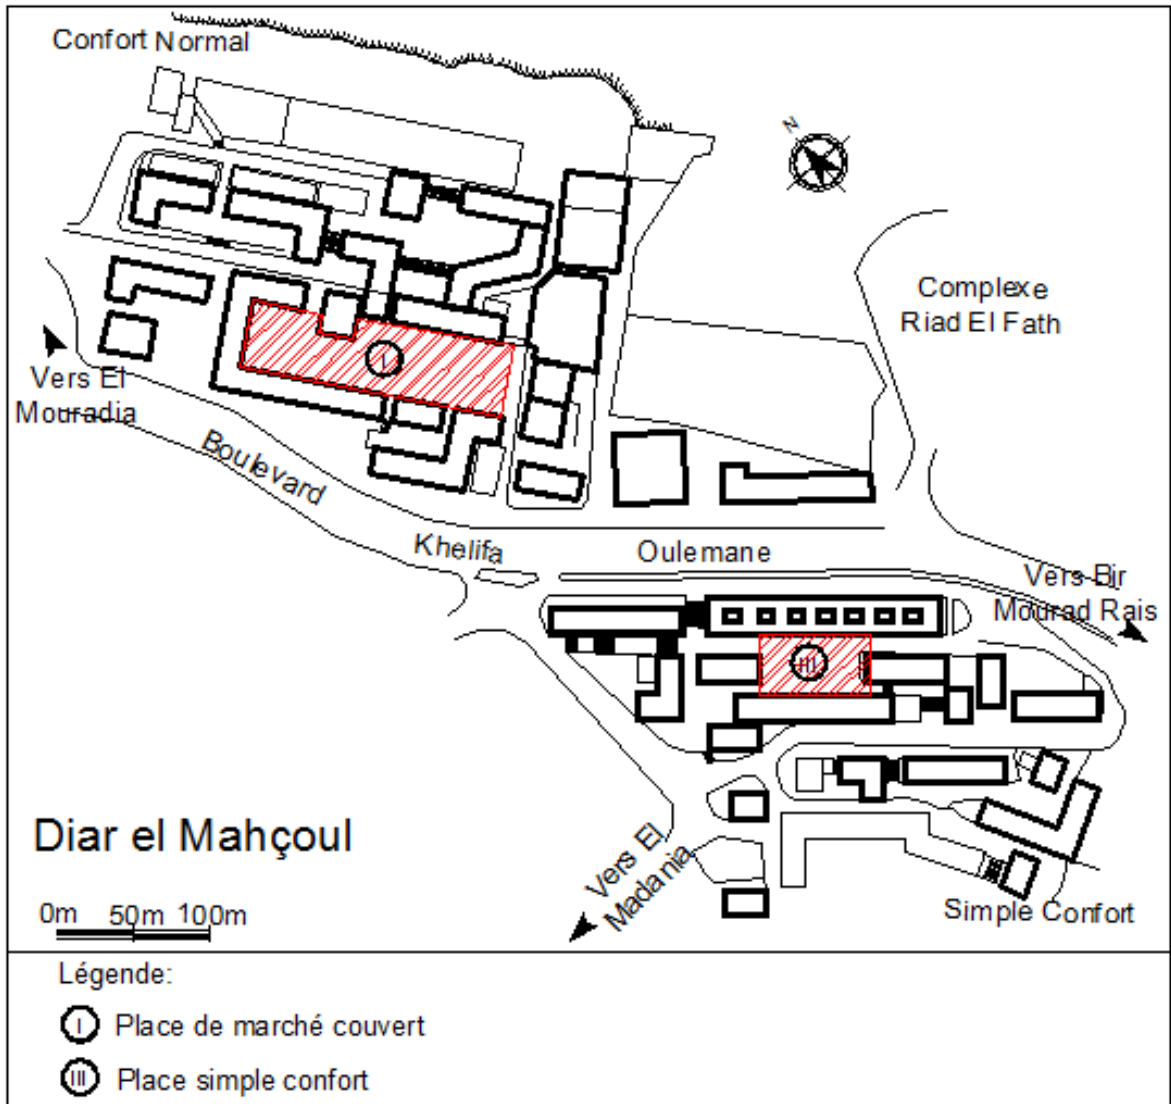 Confort Normal
N
Complexe
Riad El Fath
I
Vers El
Mouradia
Boulevard
Khelifa
Oulemane
Vers Bir
Mourad Rais
III
Diar el Mahçoul
Vers El
Madania
0m 50m 100m
Simple Confort
Légende:
I Place de marché couvert
III Place simple confort